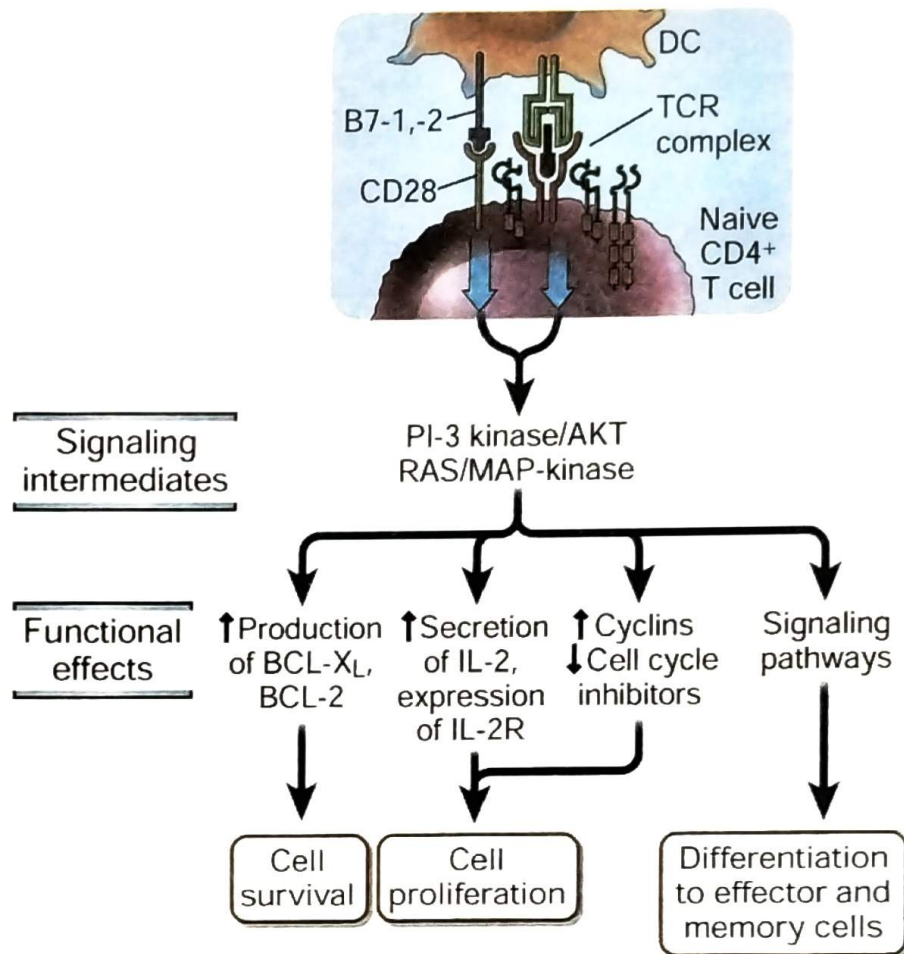 DC
B7-1,-2
TCR
complex
CD28
Naive
CD4⁺
T cell
Signaling
intermediates
PI-3 kinase/AKT
RAS/MAP-kinase
Functional
effects
↑Production
of BCL-X_L,
BCL-2
↑Secretion
of IL-2,
expression
of IL-2R
↑Cyclins
↓Cell cycle
inhibitors
Signaling
pathways
Cell
survival
Cell
proliferation
Differentiation
to effector and
memory cells